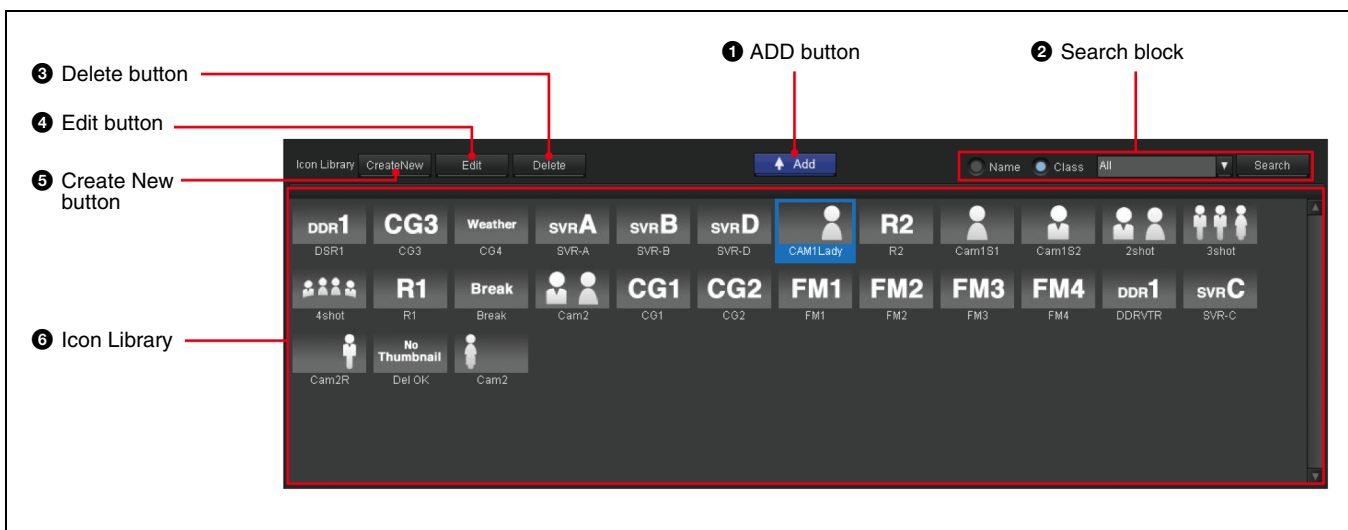 ❶ ADD button
❷ Search block
❸ Delete button
❹ Edit button
❺ Create New
button
❻ Icon Library
Icon Library CreateNew Edit Delete Add Name Class All Search
DDR1 CG3 Weather SVRA SVRB SVRD R2
DSR1 CG3 CG4 SVR-A SVR-B SVR-D CAM1Lady R2 Cam1S1 Cam1S2 2shot 3shot
R1 Break CG1 CG2 FM1 FM2 FM3 FM4 DDR1 SVRC
4shot R1 Break Cam2 CG1 CG2 FM1 FM2 FM3 FM4 DDRVTR SVR-C
No
Thumbnail
Cam2R Del OK Cam2